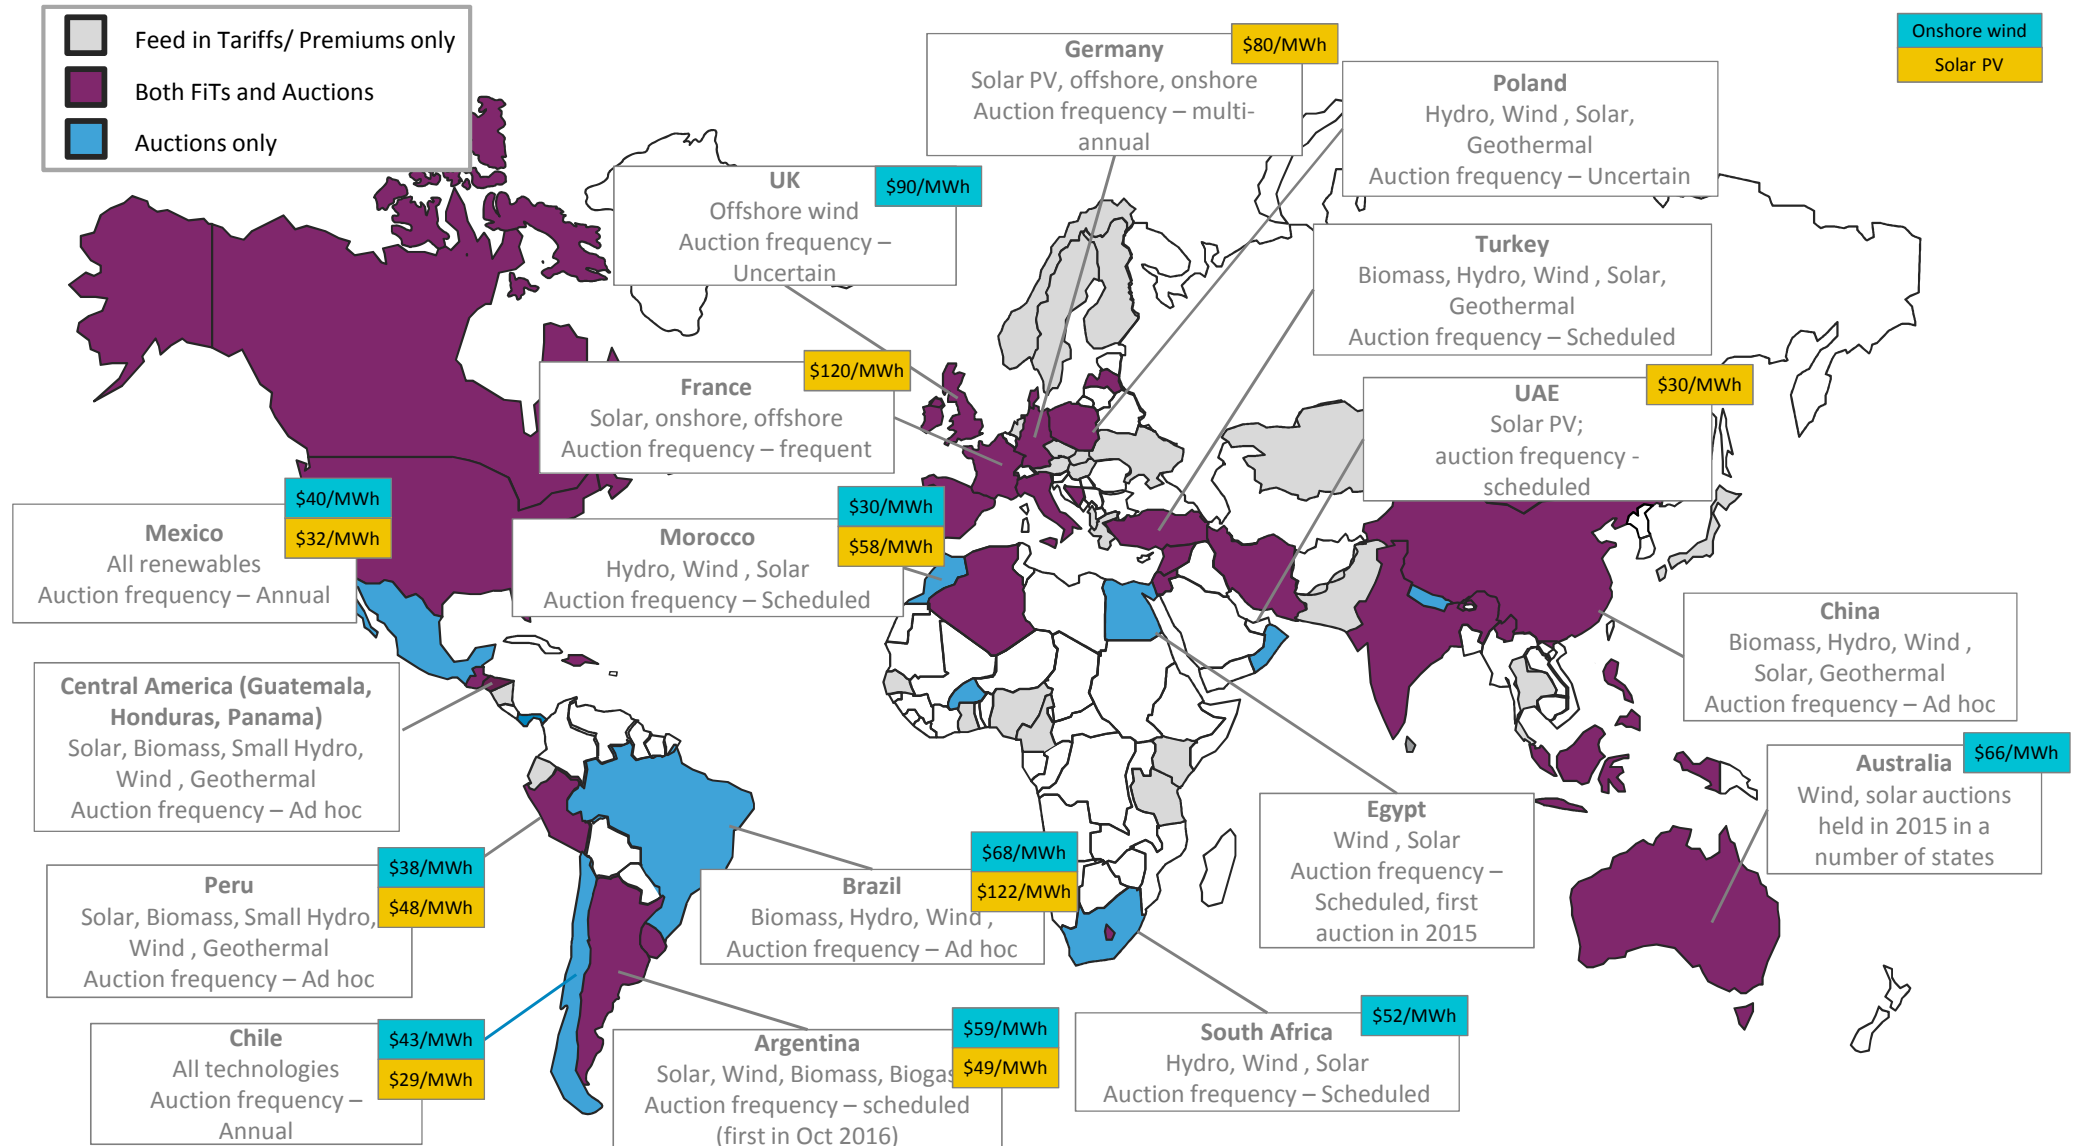 Feed in Tariffs/ Premiums only
Both FiTs and Auctions
Auctions only
Onshore wind
Solar PV
Germany
$80/MWh
Solar PV, offshore, onshore
Auction frequency – multi-
annual
Poland
Hydro, Wind , Solar,
Geothermal
Auction frequency – Uncertain
UK
$90/MWh
Offshore wind
Auction frequency –
Uncertain
Turkey
Biomass, Hydro, Wind , Solar,
Geothermal
Auction frequency – Scheduled
France
$120/MWh
Solar, onshore, offshore
Auction frequency – frequent
UAE
$30/MWh
Solar PV;
auction frequency -
scheduled
Mexico
$40/MWh
$32/MWh
All renewables
Auction frequency – Annual
Morocco
$30/MWh
$58/MWh
Hydro, Wind , Solar
Auction frequency – Scheduled
China
Biomass, Hydro, Wind ,
Solar, Geothermal
Auction frequency – Ad hoc
Central America (Guatemala,
Honduras, Panama)
Solar, Biomass, Small Hydro,
Wind , Geothermal
Auction frequency – Ad hoc
Australia
$66/MWh
Wind, solar auctions
held in 2015 in a
number of states
Egypt
Wind , Solar
Auction frequency –
Scheduled, first
auction in 2015
Peru
$38/MWh
$48/MWh
Solar, Biomass, Small Hydro,
Wind , Geothermal
Auction frequency – Ad hoc
Brazil
$68/MWh
$122/MWh
Biomass, Hydro, Wind ,
Auction frequency – Ad hoc
Chile
$43/MWh
$29/MWh
All technologies
Auction frequency –
Annual
Argentina
$59/MWh
$49/MWh
Solar, Wind, Biomass, Biogas
Auction frequency – scheduled
(first in Oct 2016)
South Africa
$52/MWh
Hydro, Wind , Solar
Auction frequency – Scheduled